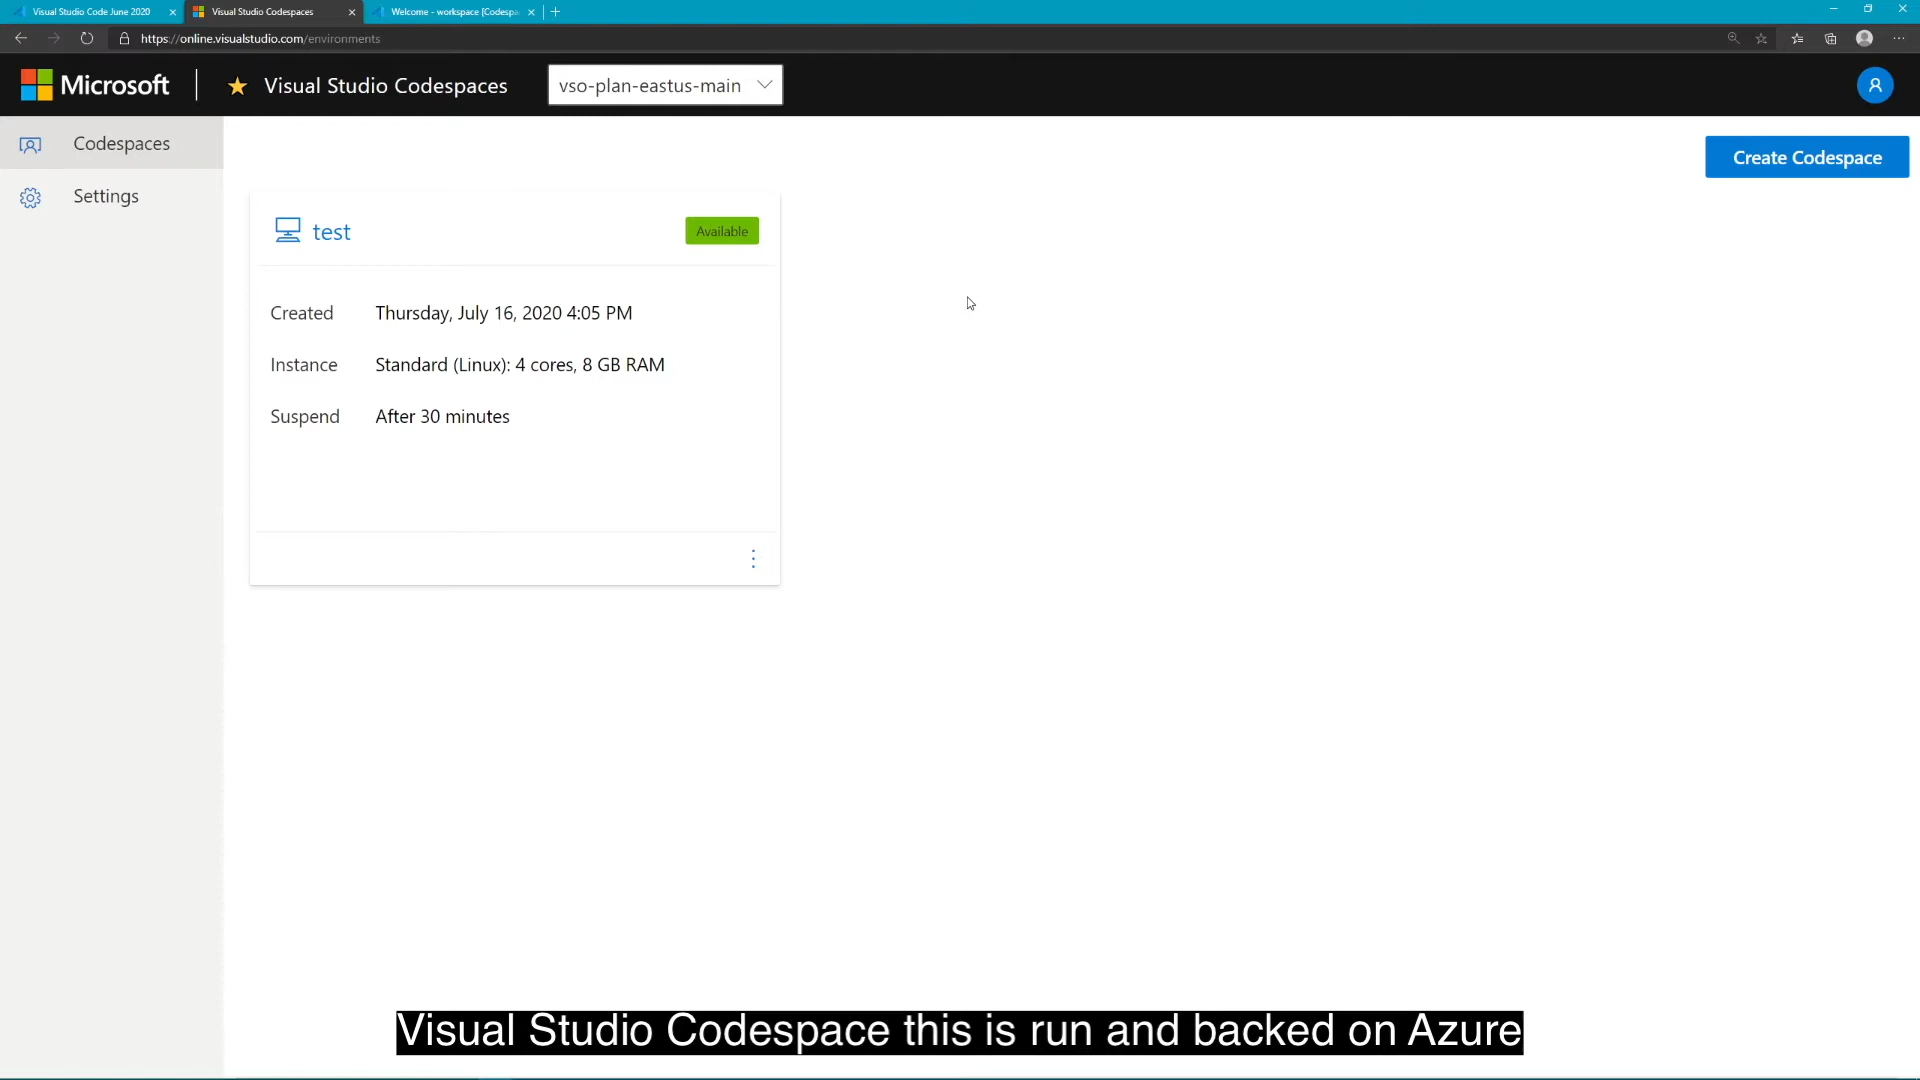 Visual Studio Code June 2020
Visual Studio Codespaces
Welcome - workspace [Codespa
https://online.visualstudio.com/environments
Microsoft
Visual Studio Codespaces
vso-plan-eastus-main
Codespaces
Settings
Create Codespace
test
Available
Created Thursday, July 16, 2020 4:05 PM
Instance Standard (Linux): 4 cores, 8 GB RAM
Suspend After 30 minutes
Visual Studio Codespace this is run and backed on Azure